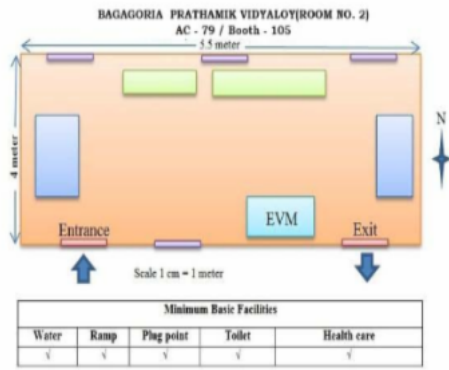 BAGAGORIA PRATHAMIK VIDYALOY(ROOM NO. 2)
AC - 79 / Booth - 105
5.5 meter
4 meter
N
EVM
Entrance
Exit
Scale 1 cm = 1 meter
Minimum Basic Facilities
Water Ramp Plug point Toilet Health care
√ √ √ √ √